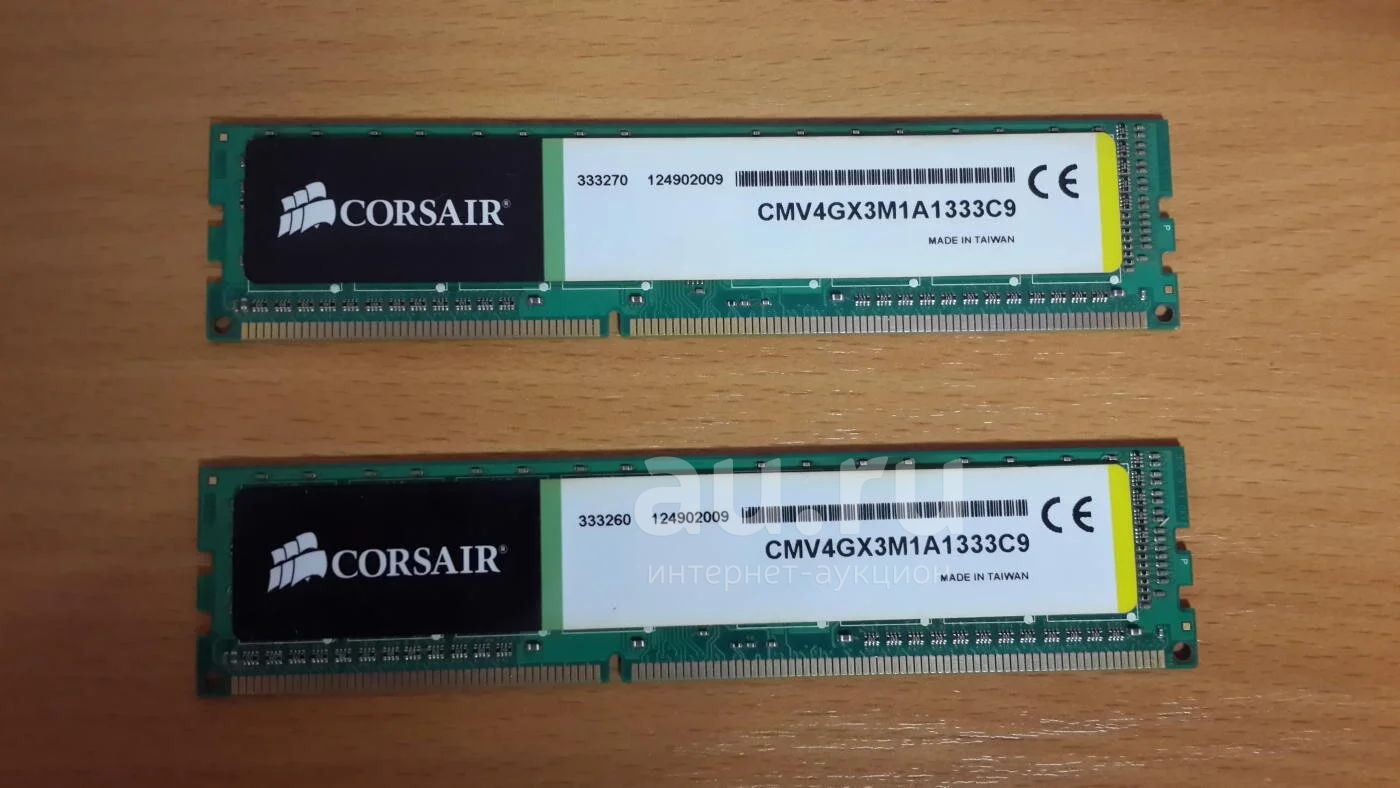 CORSAIR®
333270 124902009
CE
CMV4GX3M1A1333C9
MADE IN TAIWAN
P
au.ru
интернет-аукцион
CORSAIR®
333260 124902009
CE
CMV4GX3M1A1333C9
MADE IN TAIWAN
P